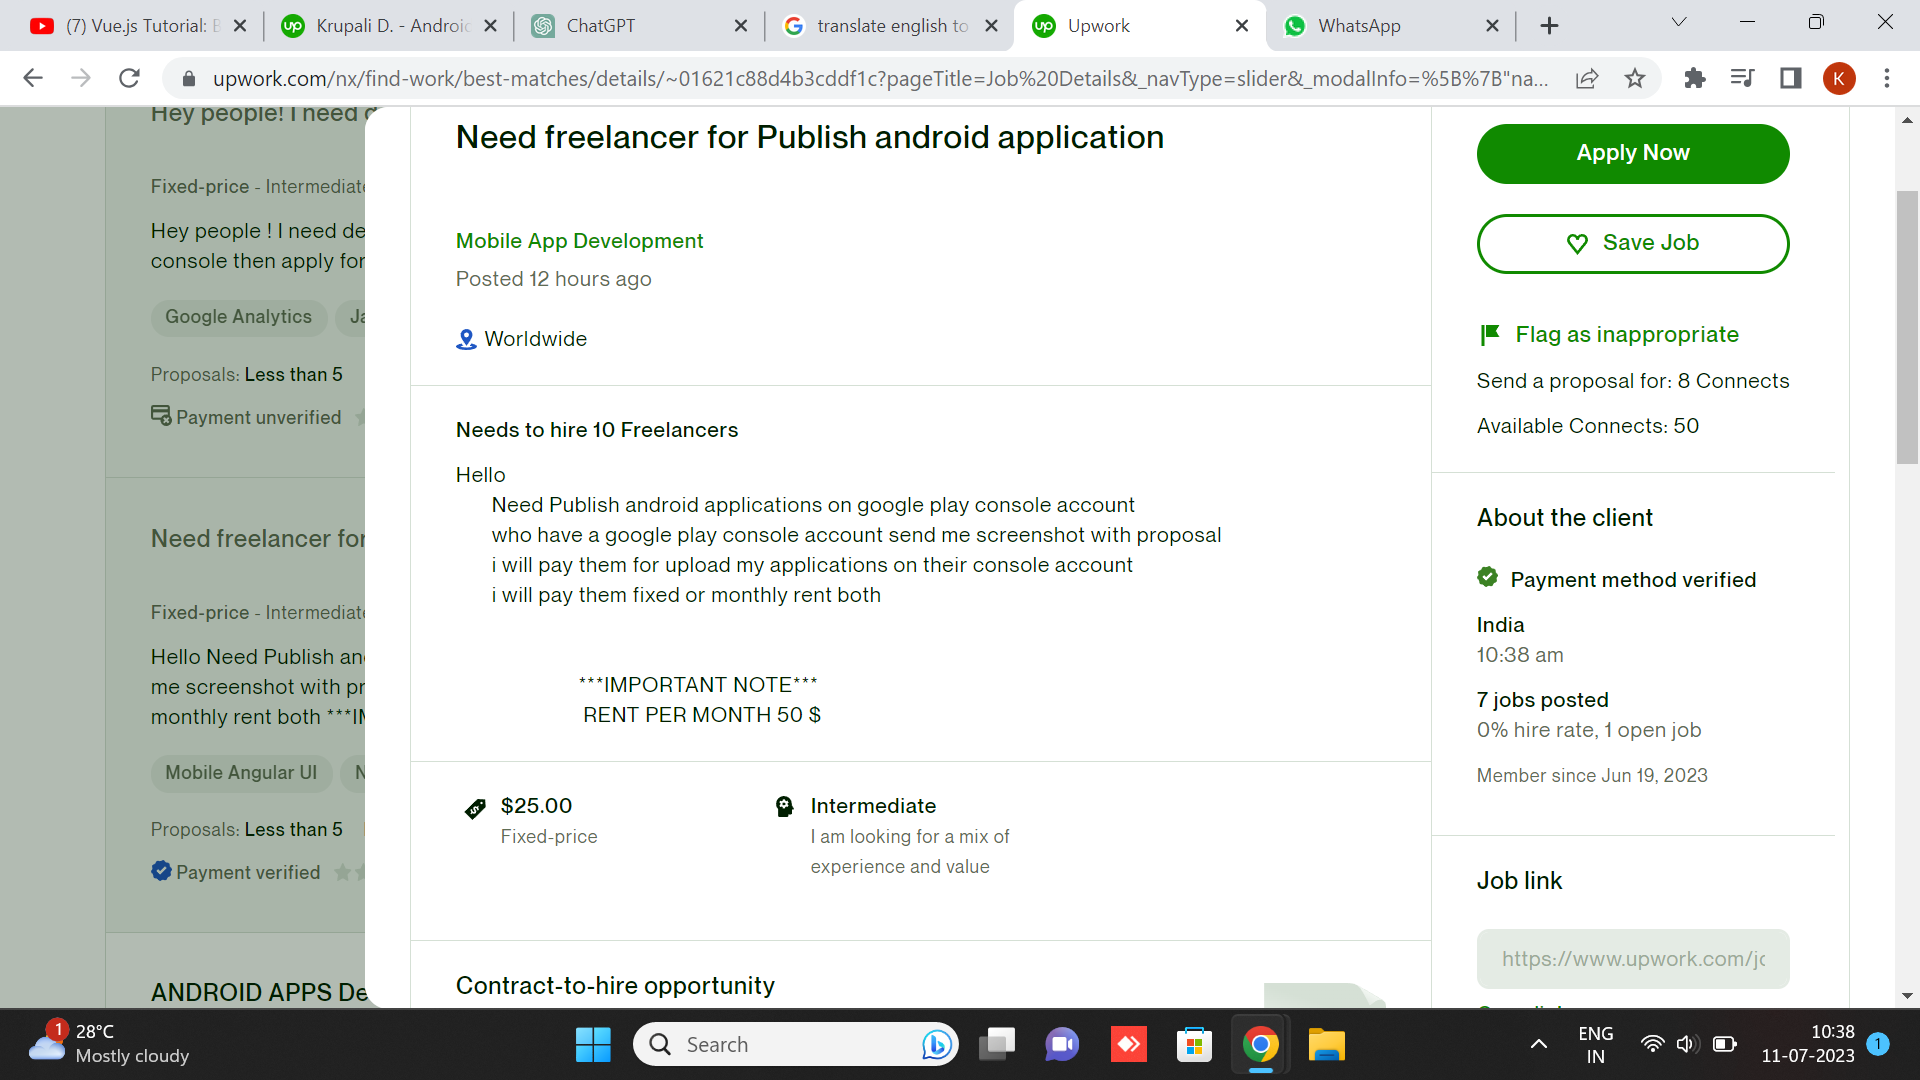 (7) Vue.js Tutorial: B
Krupali D. - Android
ChatGPT
translate english to
Upwork
WhatsApp
upwork.com/nx/find-work/best-matches/details/~01621c88d4b3cddf1c?pageTitle=Job%20Details&_navType=slider&_modalInfo=%5B%7B"na...
K
Hey people! I need d
Fixed-price - Intermediate
Hey people ! I need de
console then apply for
Google Analytics
Ja
Proposals: Less than 5
Payment unverified
Need freelancer for
Fixed-price - Intermediate
Hello Need Publish an
me screenshot with pr
monthly rent both ***IM
Mobile Angular UI
N
Proposals: Less than 5
Payment verified
ANDROID APPS De
Need freelancer for Publish android application
Mobile App Development
Posted 12 hours ago
Worldwide
Needs to hire 10 Freelancers
Hello
Need Publish android applications on google play console account
who have a google play console account send me screenshot with proposal
i will pay them for upload my applications on their console account
i will pay them fixed or monthly rent both
***IMPORTANT NOTE***
RENT PER MONTH 50 $
$25.00
Fixed-price
Intermediate
I am looking for a mix of
experience and value
Contract-to-hire opportunity
Apply Now
Save Job
Flag as inappropriate
Send a proposal for: 8 Connects
Available Connects: 50
About the client
Payment method verified
India
10:38 am
7 jobs posted
0% hire rate, 1 open job
Member since Jun 19, 2023
Job link
https://www.upwork.com/jo
1
28°C
Mostly cloudy
Search
ENG
IN
10:38
11-07-2023
1